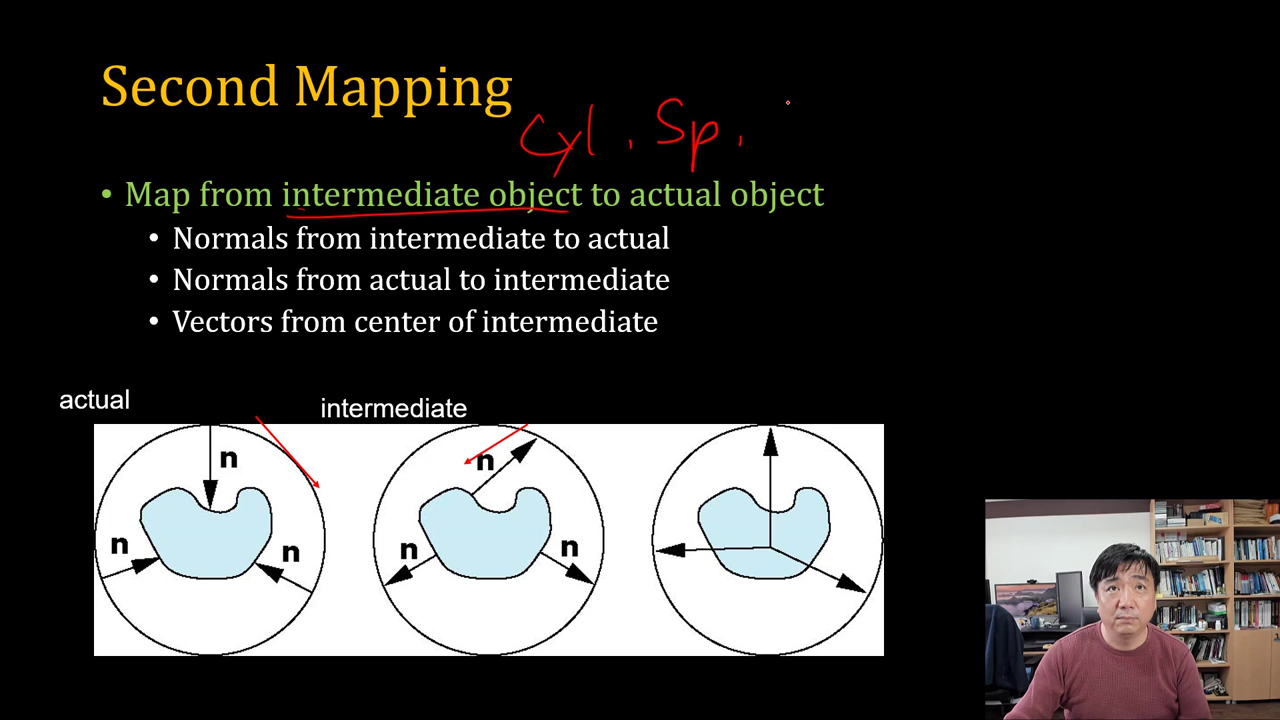 Second Mapping
Cyl, Sp,
• Map from intermediate object to actual object
• Normals from intermediate to actual
• Normals from actual to intermediate
• Vectors from center of intermediate
actual
intermediate
n
n
n
n
n
n